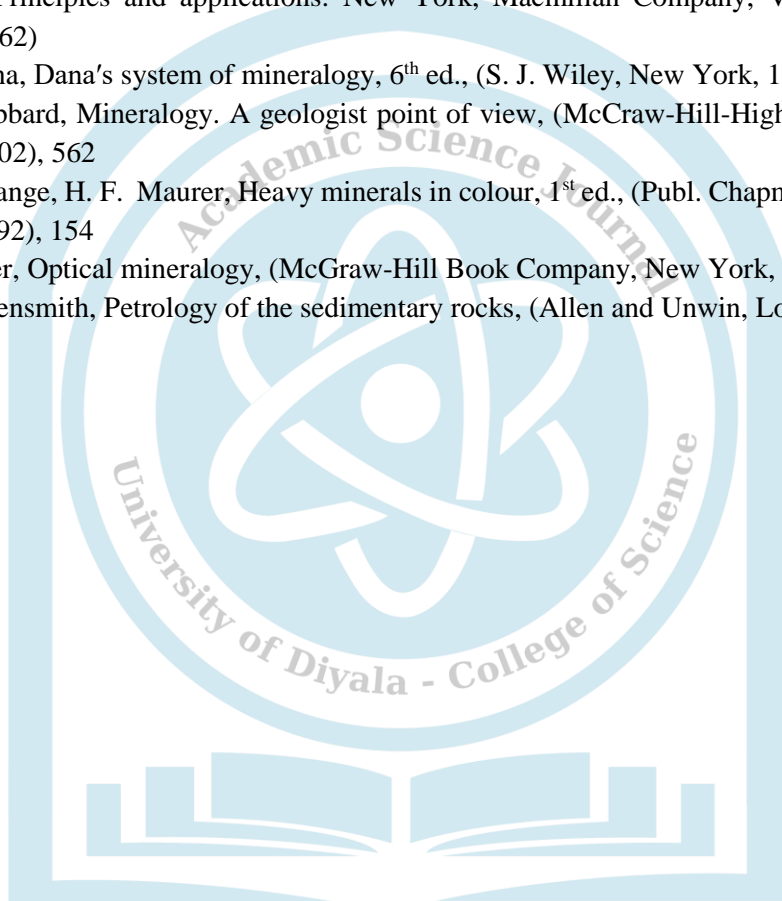 Principles and applications. New York, Macmillan Company, V
62)
na, Dana′s system of mineralogy, 6th ed., (S. J. Wiley, New York, 1
bbard, Mineralogy. A geologist point of view, (McCraw-Hill-High
02), 562
ange, H. F. Maurer, Heavy minerals in colour, 1st ed., (Publ. Chapm
92), 154
er, Optical mineralogy, (McGraw-Hill Book Company, New York,
ensmith, Petrology of the sedimentary rocks, (Allen and Unwin, Lo
Academic Science Journal
University of Diyala - College of Science